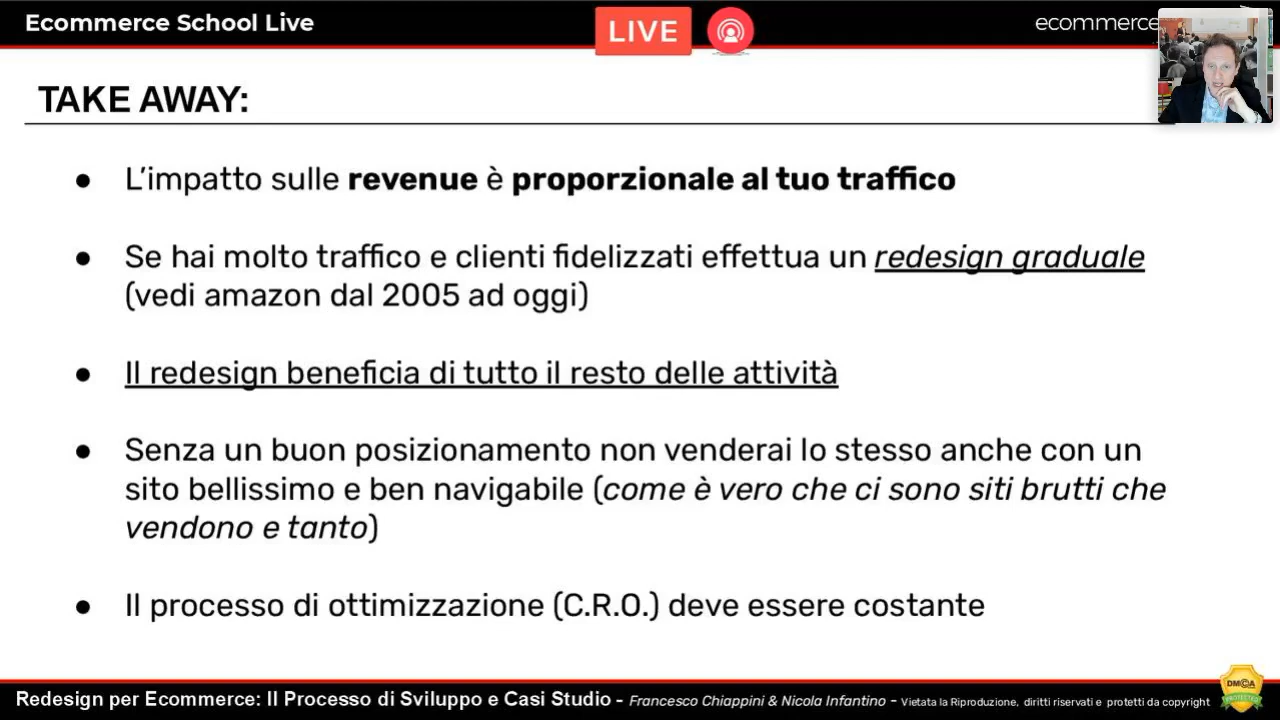 Ecommerce School Live
LIVE
ecommerce
TAKE AWAY:
● L'impatto sulle revenue è proporzionale al tuo traffico
● Se hai molto traffico e clienti fidelizzati effettua un redesign graduale
(vedi amazon dal 2005 ad oggi)
● Il redesign beneficia di tutto il resto delle attività
● Senza un buon posizionamento non venderai lo stesso anche con un
sito bellissimo e ben navigabile (come è vero che ci sono siti brutti che
vendono e tanto)
● Il processo di ottimizzazione (C.R.O.) deve essere costante
Redesign per Ecommerce: Il Processo di Sviluppo e Casi Studio - Francesco Chiappini & Nicola Infantino - Vietata la Riproduzione, diritti riservati e protetti da copyright
DMCA
PROTECTED